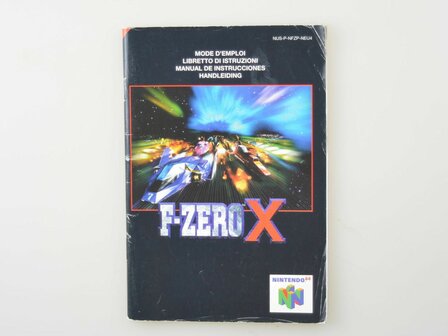 NUS-P-NFZP-NEU4
MODE D'EMPLOI
LIBRETTO DI ISTRUZIONI
MANUAL DE INSTRUCCIONES
HANDLEIDING
F-ZERO X
NINTENDO 64